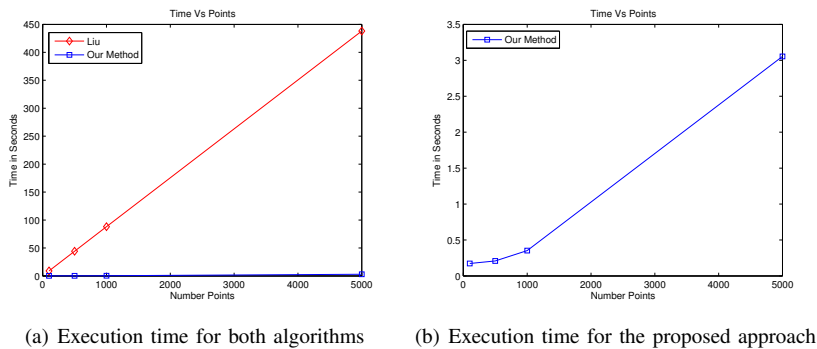 Time Vs Points
450
400
350
300
250
200
150
100
50
0
Time in Seconds
Liu
Our Method
0 1000 2000 3000 4000 5000
Number Points
(a) Execution time for both algorithms
Time Vs Points
3.5
3
2.5
2
1.5
1
0.5
0
Time in Seconds
Our Method
0 1000 2000 3000 4000 5000
Number Points
(b) Execution time for the proposed approach